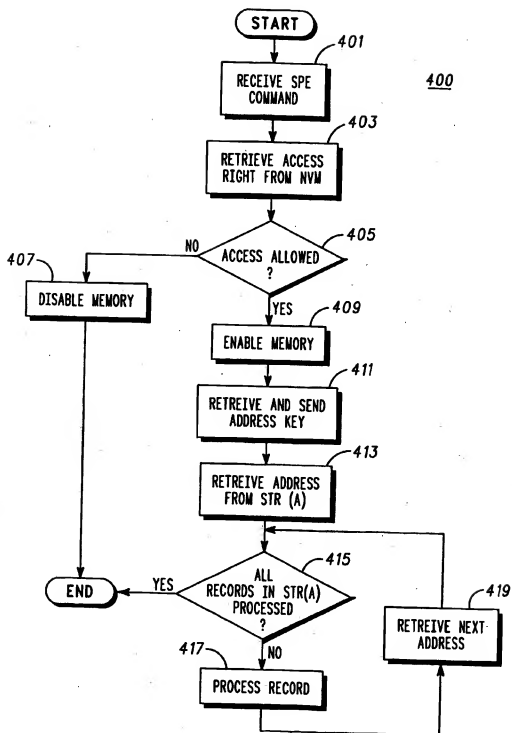 START
401
RECEIVE SPE
COMMAND
400
403
RETRIEVE ACCESS
RIGHT FROM NVM
405
NO
ACCESS ALLOWED
?
407
DISABLE MEMORY
YES
409
ENABLE MEMORY
411
RETREIVE AND SEND
ADDRESS KEY
413
RETREIVE ADDRESS
FROM STR (A)
415
ALL
RECORDS IN STR(A)
PROCESSED
?
YES
END
419
RETREIVE NEXT
ADDRESS
NO
417
PROCESS RECORD